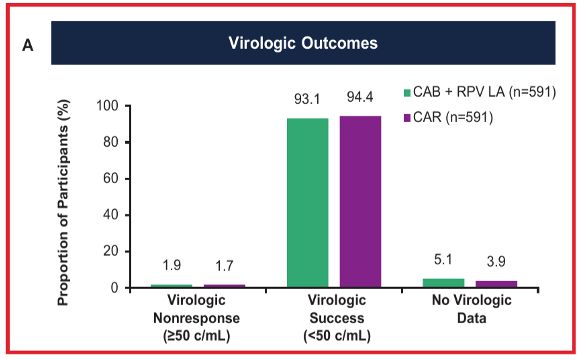 A
Virologic Outcomes
CAB + RPV LA (n=591)
CAR (n=591)
Proportion of Participants (%)
100
80
60
40
20
0
1.9
1.7
93.1
94.4
5.1
3.9
Virologic
Nonresponse
(≥50 c/mL)
Virologic
Success
(<50 c/mL)
No Virologic
Data